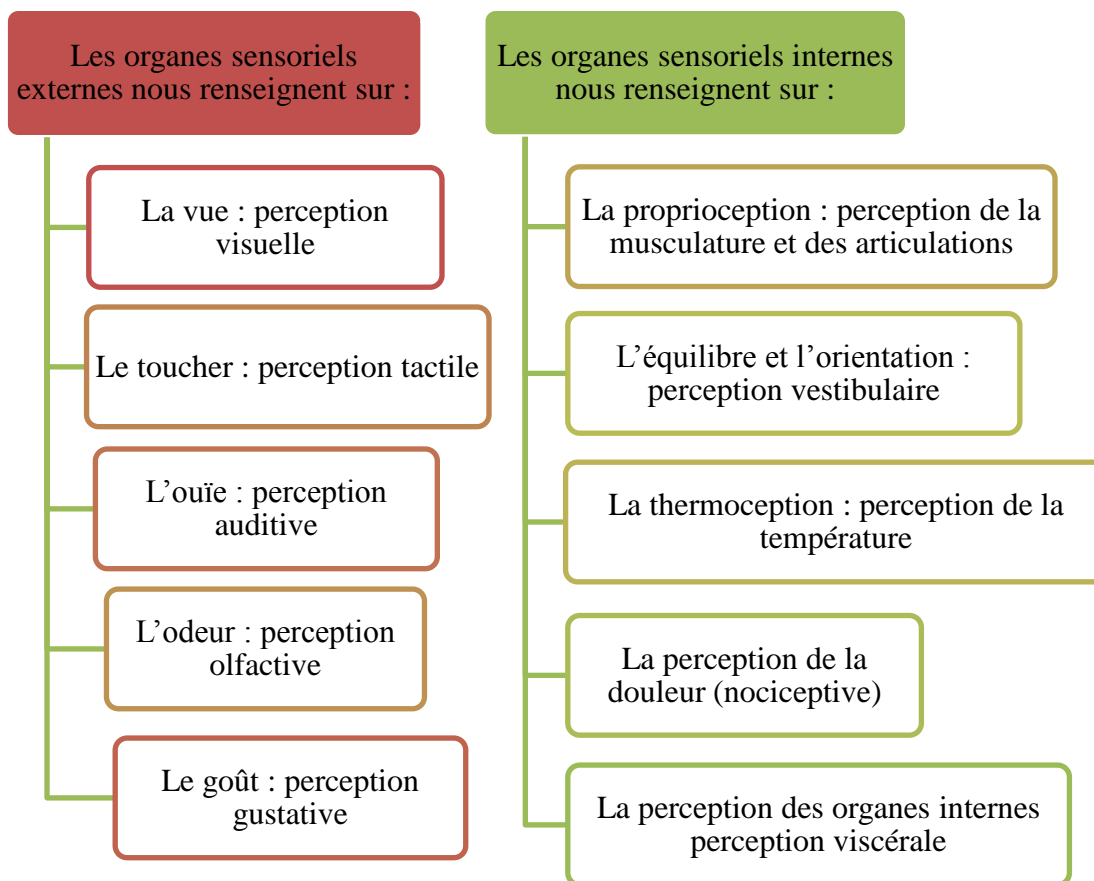 Les organes sensoriels
externes nous renseignent sur :
La vue : perception
visuelle
Le toucher : perception tactile
L’ouïe : perception
auditive
L’odeur : perception
olfactive
Le goût : perception
gustative
Les organes sensoriels internes
nous renseignent sur :
La proprioception : perception de la
musculature et des articulations
L’équilibre et l’orientation :
perception vestibulaire
La thermoception : perception de la
température
La perception de la
douleur (nociceptive)
La perception des organes internes
perception viscérale